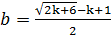 b = (√(2k+6) −k+1)/2